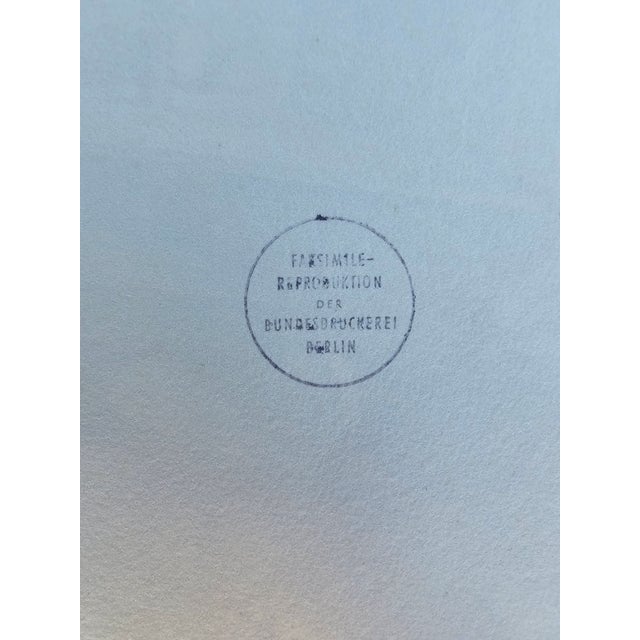 FAKSIMILE-
REPRODUKTION
DER
BUNDESDRUCKEREI
BERLIN